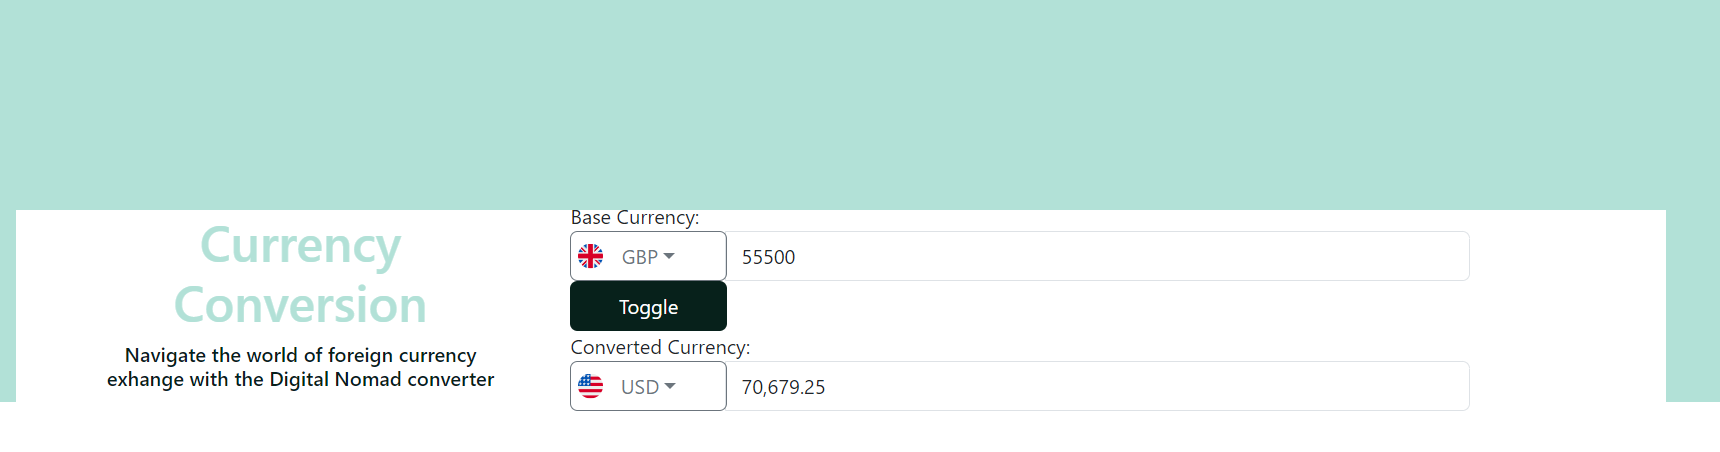 Currency
Conversion
Navigate the world of foreign currency
exhange with the Digital Nomad converter
Base Currency:
GBP 55500
Toggle
Converted Currency:
USD 70,679.25